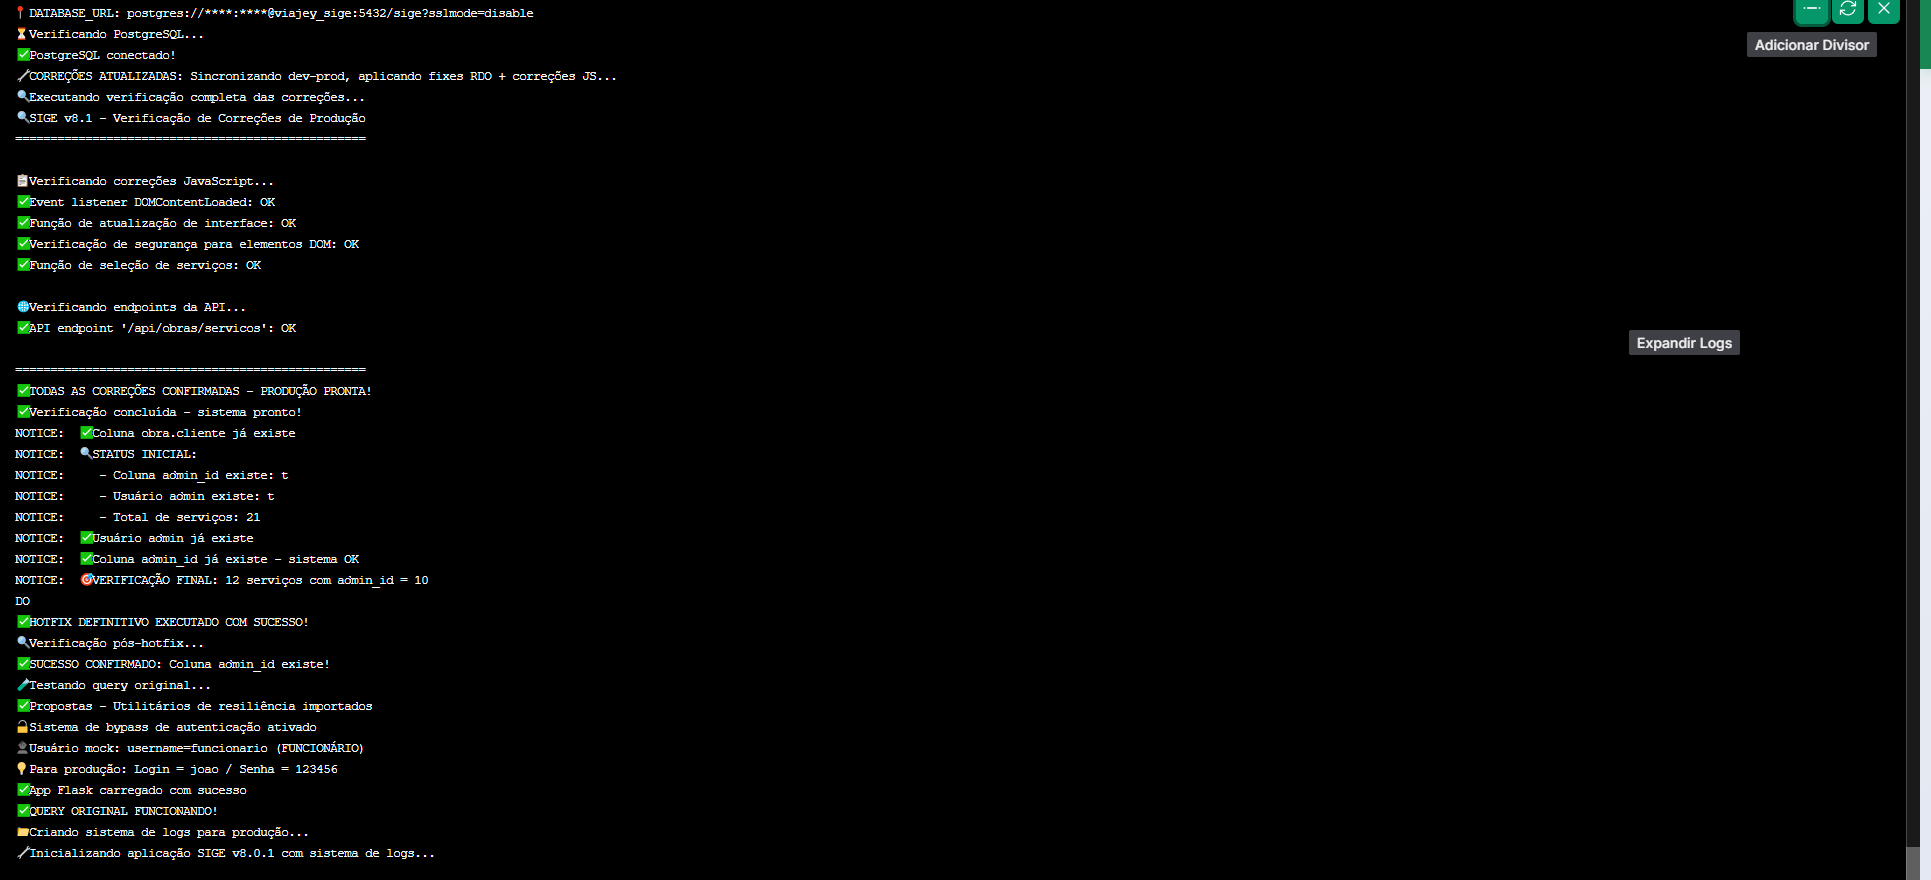 📍 DATABASE_URL: postgres://****:****@viajey_sige:5432/sige?sslmode=disable
⏳Verificando PostgreSQL...
✅PostgreSQL conectado!
🔧CORREÇÕES ATUALIZADAS: Sincronizando dev-prod, aplicando fixes RDO + correções JS...
🔍Executando verificação completa das correções...
🔍SIGE v8.1 - Verificação de Correções de Produção
==================================================
📋Verificando correções JavaScript...
✅Event listener DOMContentLoaded: OK
✅Função de atualização de interface: OK
✅Verificação de segurança para elementos DOM: OK
✅Função de seleção de serviços: OK
🌐Verificando endpoints da API...
✅API endpoint '/api/obras/servicos': OK
==================================================
✅TODAS AS CORREÇÕES CONFIRMADAS - PRODUÇÃO PRONTA!
✅Verificação concluída - sistema pronto!
NOTICE:  ✅Coluna obra.cliente já existe
NOTICE:  🔍STATUS INICIAL:
NOTICE:     - Coluna admin_id existe: t
NOTICE:     - Usuário admin existe: t
NOTICE:     - Total de serviços: 21
NOTICE:  ✅Usuário admin já existe
NOTICE:  ✅Coluna admin_id já existe - sistema OK
NOTICE:  🎯VERIFICAÇÃO FINAL: 12 serviços com admin_id = 10
DO
✅HOTFIX DEFINITIVO EXECUTADO COM SUCESSO!
🔍Verificação pós-hotfix...
✅SUCESSO CONFIRMADO: Coluna admin_id existe!
🧪Testando query original...
✅Propostas - Utilitários de resiliência importados
🔓Sistema de bypass de autenticação ativado
👤Usuário mock: username=funcionario (FUNCIONÁRIO)
💡Para produção: Login = joao / Senha = 123456
✅App Flask carregado com sucesso
✅QUERY ORIGINAL FUNCIONANDO!
📁Criando sistema de logs para produção...
🔧Inicializando aplicação SIGE v8.0.1 com sistema de logs...
Adicionar Divisor
Expandir Logs